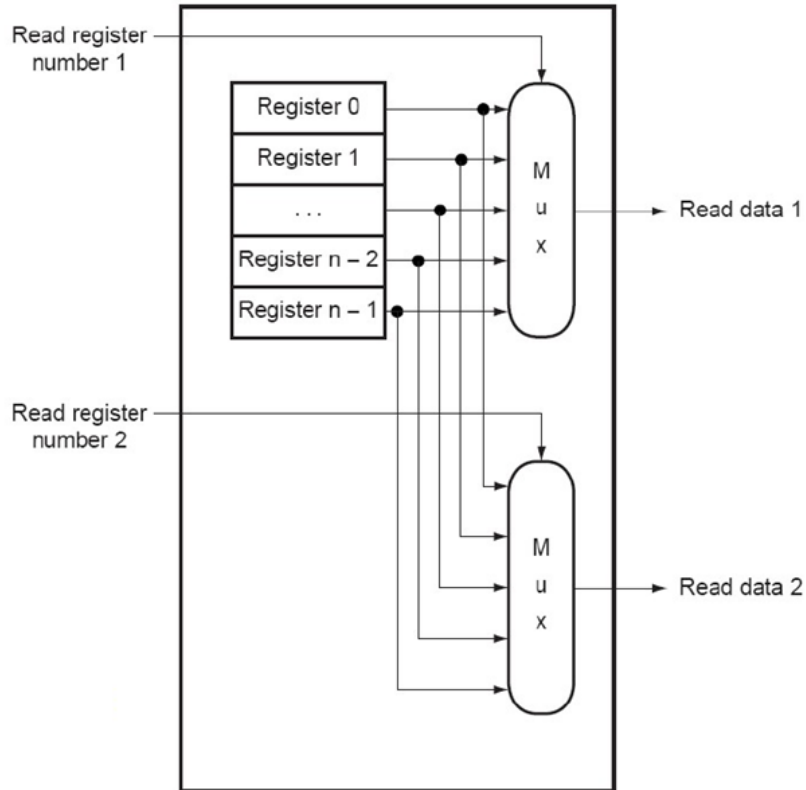 Read register
number 1
Register 0
Register 1
. . .
Register n – 2
Register n – 1
M
u
x
Read data 1
Read register
number 2
M
u
x
Read data 2